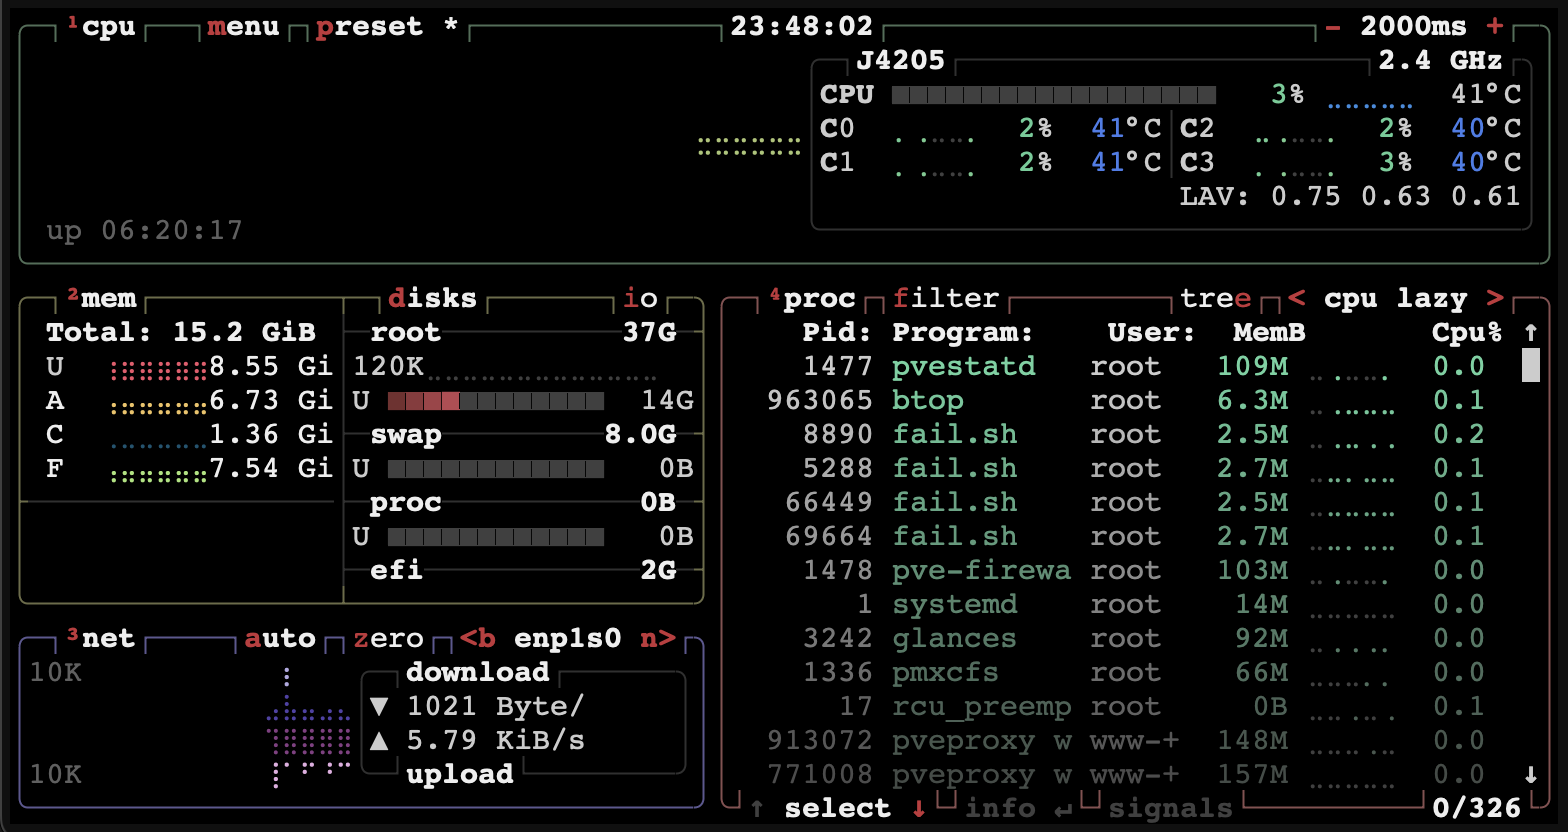 ¹cpu menu preset * 23:48:02 - 2000ms +
J4205 2.4 GHz
CPU 3% 41°C
C0 2% 41°C C2 2% 40°C
C1 2% 41°C C3 3% 40°C
LAV: 0.75 0.63 0.61
up 06:20:17
²mem disks io
Total: 15.2 GiB
U 8.55 Gi
A 6.73 Gi
C 1.36 Gi
F 7.54 Gi
root 37G
120K
U 14G
swap 8.0G
U 0B
proc 0B
U 0B
efi 2G
³net auto zero <b enp1s0 n>
10K
10K
download
▼ 1021 Byte/
▲ 5.79 KiB/s
upload
⁴proc filter tree < cpu lazy >
Pid: Program: User: MemB Cpu% ↑
1477 pvestatd root 109M 0.0
963065 btop root 6.3M 0.1
8890 fail.sh root 2.5M 0.2
5288 fail.sh root 2.7M 0.1
66449 fail.sh root 2.5M 0.1
69664 fail.sh root 2.7M 0.1
1478 pve-firewa root 103M 0.0
1 systemd root 14M 0.0
3242 glances root 92M 0.0
1336 pmxcfs root 66M 0.0
17 rcu_preemp root 0B 0.1
913072 pveproxy w www-+ 148M 0.0
771008 pveproxy w www-+ 157M 0.0 ↓
↑ select ↓ info ↵ signals 0/326